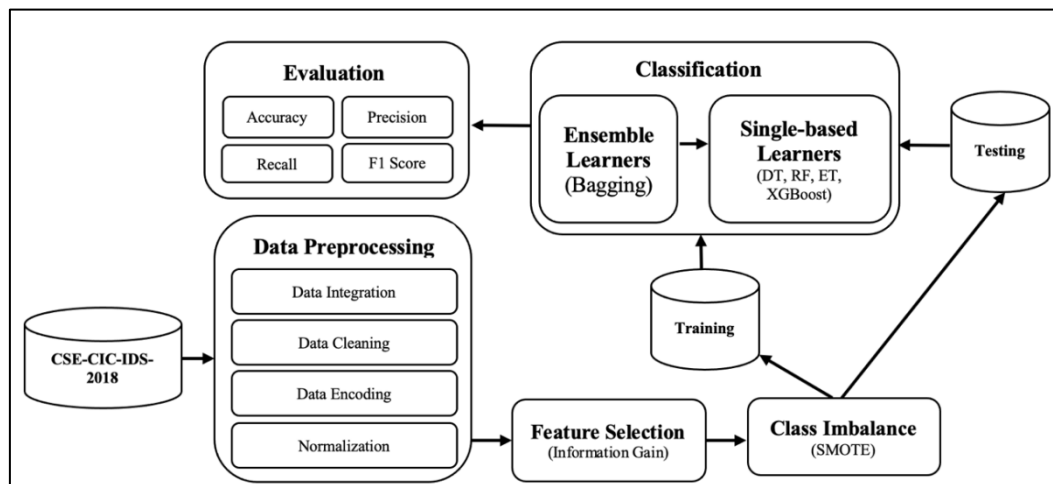 Evaluation
Accuracy
Precision
Recall
F1 Score
Classification
Ensemble
Learners
(Bagging)
Single-based
Learners
(DT, RF, ET,
XGBoost)
Testing
Data Preprocessing
Data Integration
Data Cleaning
Data Encoding
Normalization
CSE-CIC-IDS-
2018
Training
Feature Selection
(Information Gain)
Class Imbalance
(SMOTE)